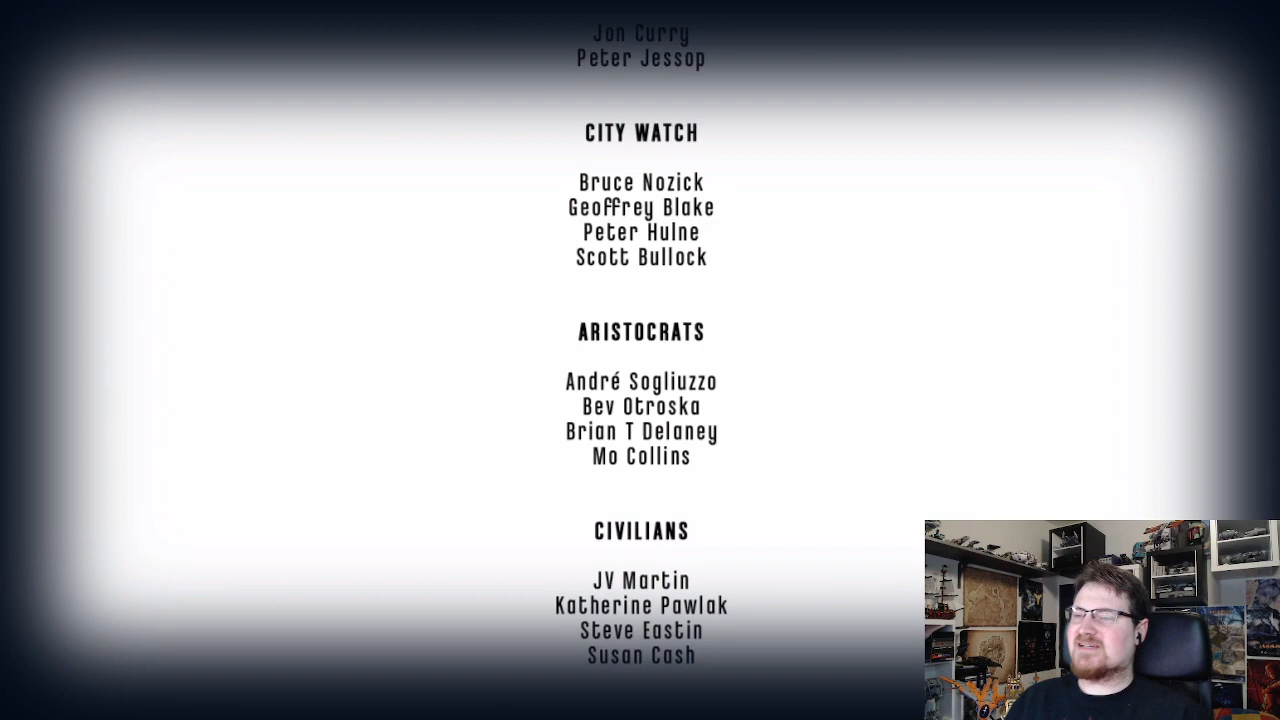 Jon Curry
Peter Jessop
CITY WATCH
Bruce Nozick
Geoffrey Blake
Peter Hulne
Scott Bullock
ARISTOCRATS
André Sogliuzzo
Bev Otroska
Brian T Delaney
Mo Collins
CIVILIANS
JV Martin
Katherine Pawlak
Steve Eastin
Susan Cash